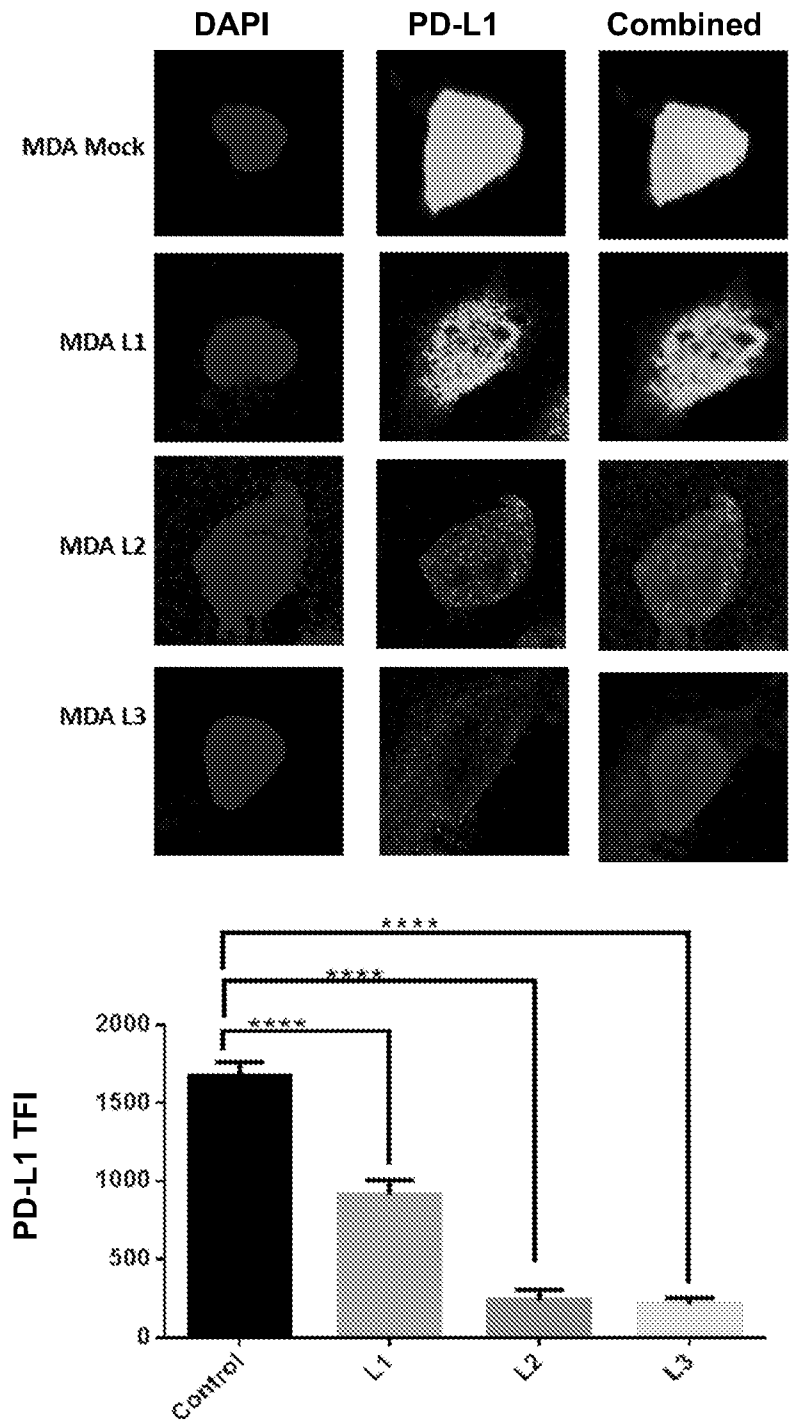 DAPI PD-L1 Combined
MDA Mock
MDA L1
MDA L2
MDA L3
****
****
****
2000
1500
1000
500
0
PD-L1 TFI
Control L1 L2 L3